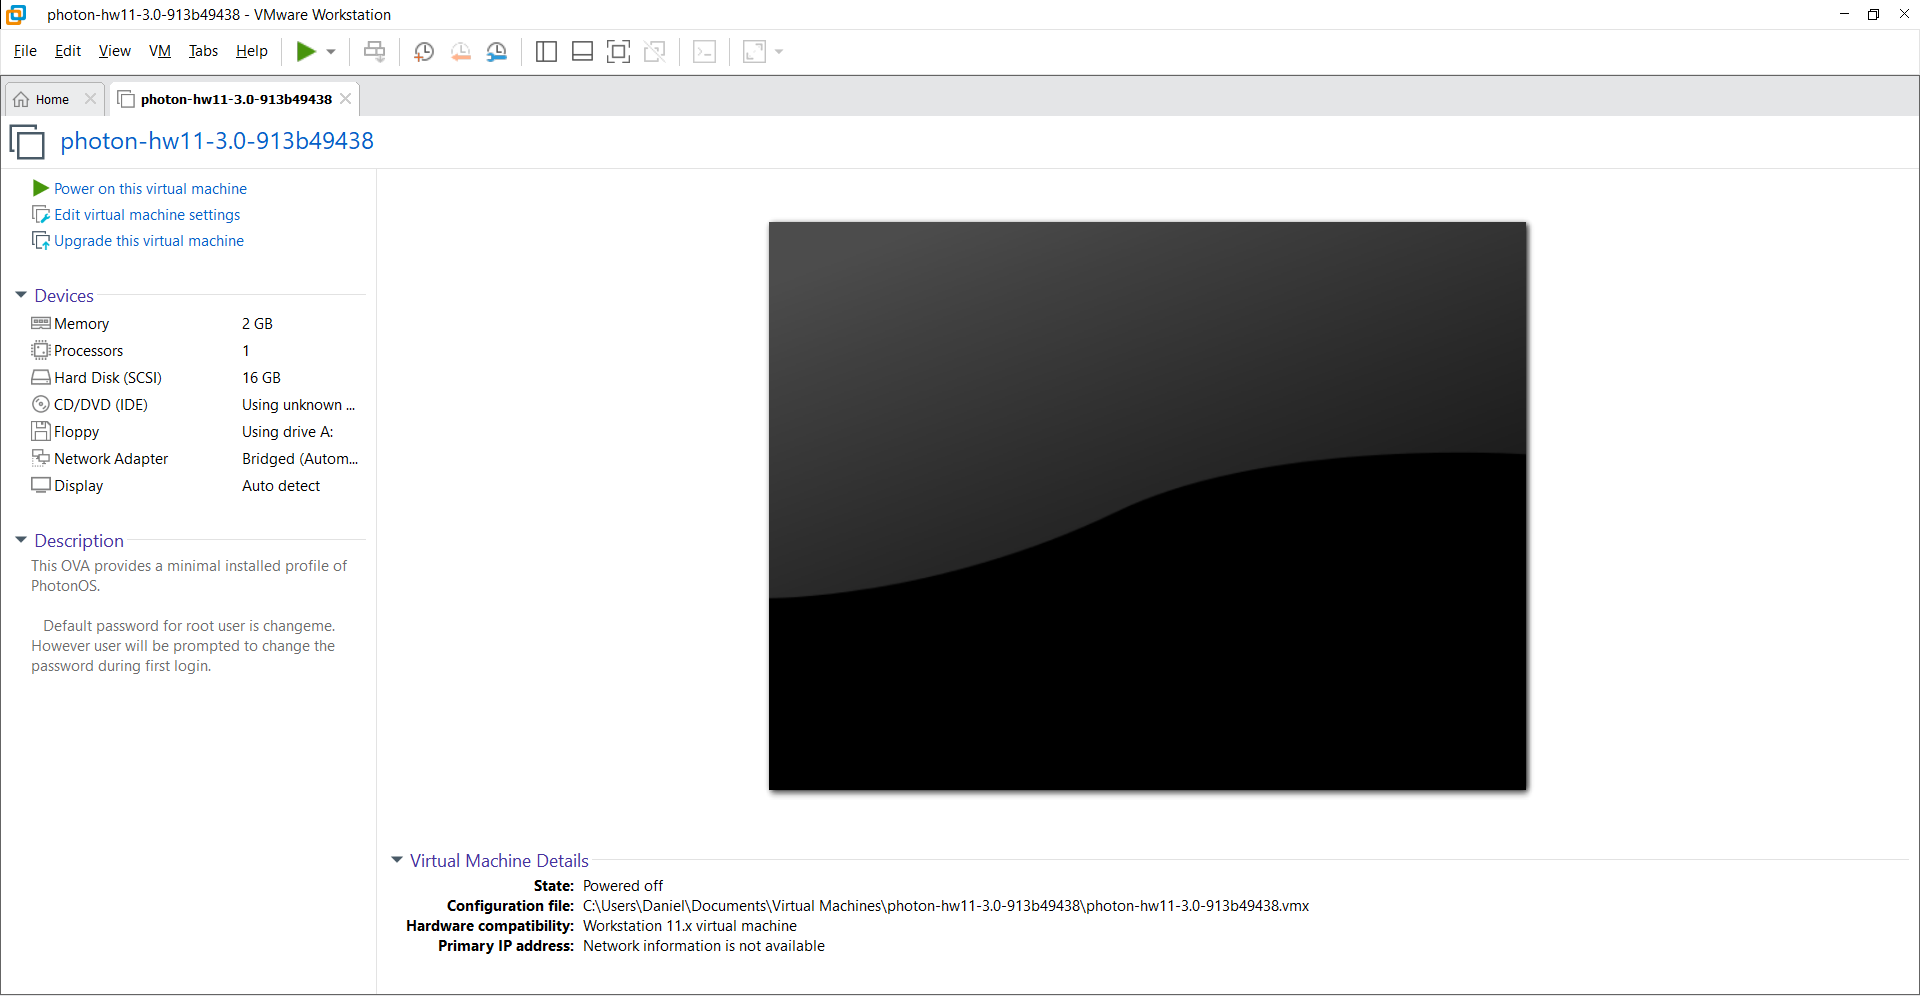 photon-hw11-3.0-913b49438 - VMware Workstation
File Edit View VM Tabs Help
Home photon-hw11-3.0-913b49438
photon-hw11-3.0-913b49438
Power on this virtual machine
Edit virtual machine settings
Upgrade this virtual machine
Devices
Memory 2 GB
Processors 1
Hard Disk (SCSI) 16 GB
CD/DVD (IDE) Using unknown ...
Floppy Using drive A:
Network Adapter Bridged (Autom...
Display Auto detect
Description
This OVA provides a minimal installed profile of
PhotonOS.
Default password for root user is changeme.
However user will be prompted to change the
password during first login.
Virtual Machine Details
State: Powered off
Configuration file: C:\Users\Daniel\Documents\Virtual Machines\photon-hw11-3.0-913b49438\photon-hw11-3.0-913b49438.vmx
Hardware compatibility: Workstation 11.x virtual machine
Primary IP address: Network information is not available